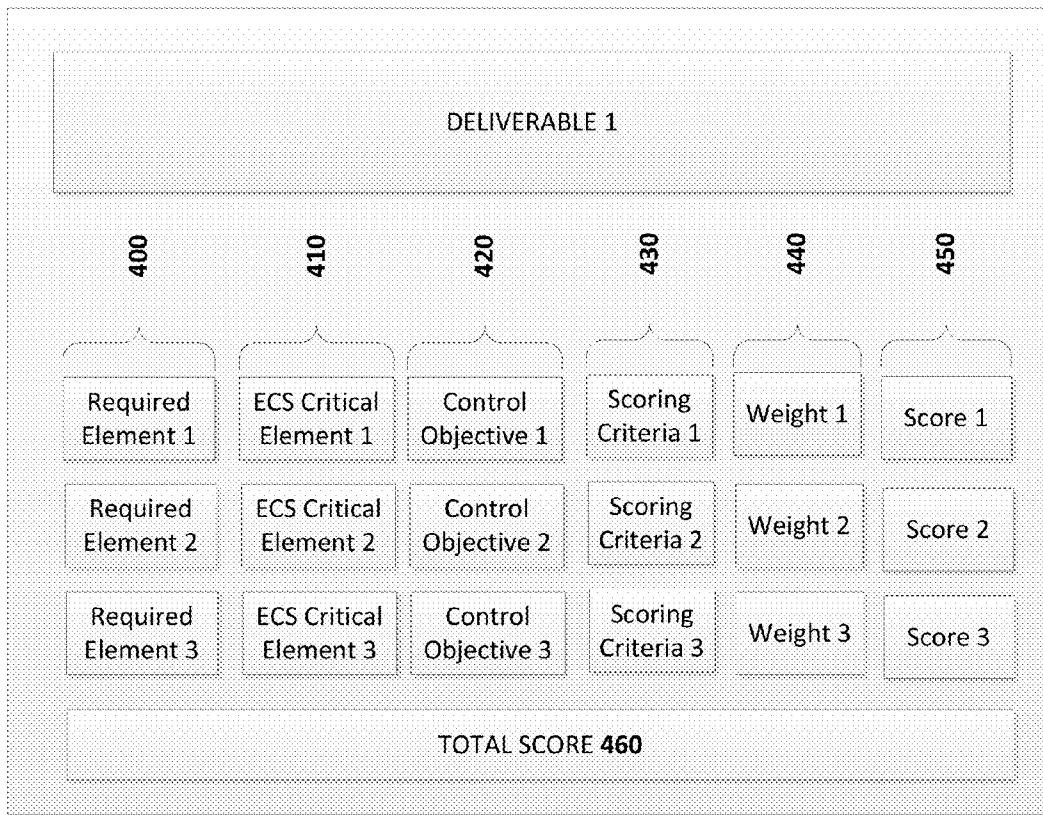 DELIVERABLE 1
400 410 420 430 440 450
Required ECS Critical Control Scoring Weight 1 Score 1
Element 1 Element 1 Objective 1 Criteria 1
Required ECS Critical Control Scoring Weight 2 Score 2
Element 2 Element 2 Objective 2 Criteria 2
Required ECS Critical Control Scoring Weight 3 Score 3
Element 3 Element 3 Objective 3 Criteria 3
TOTAL SCORE 460